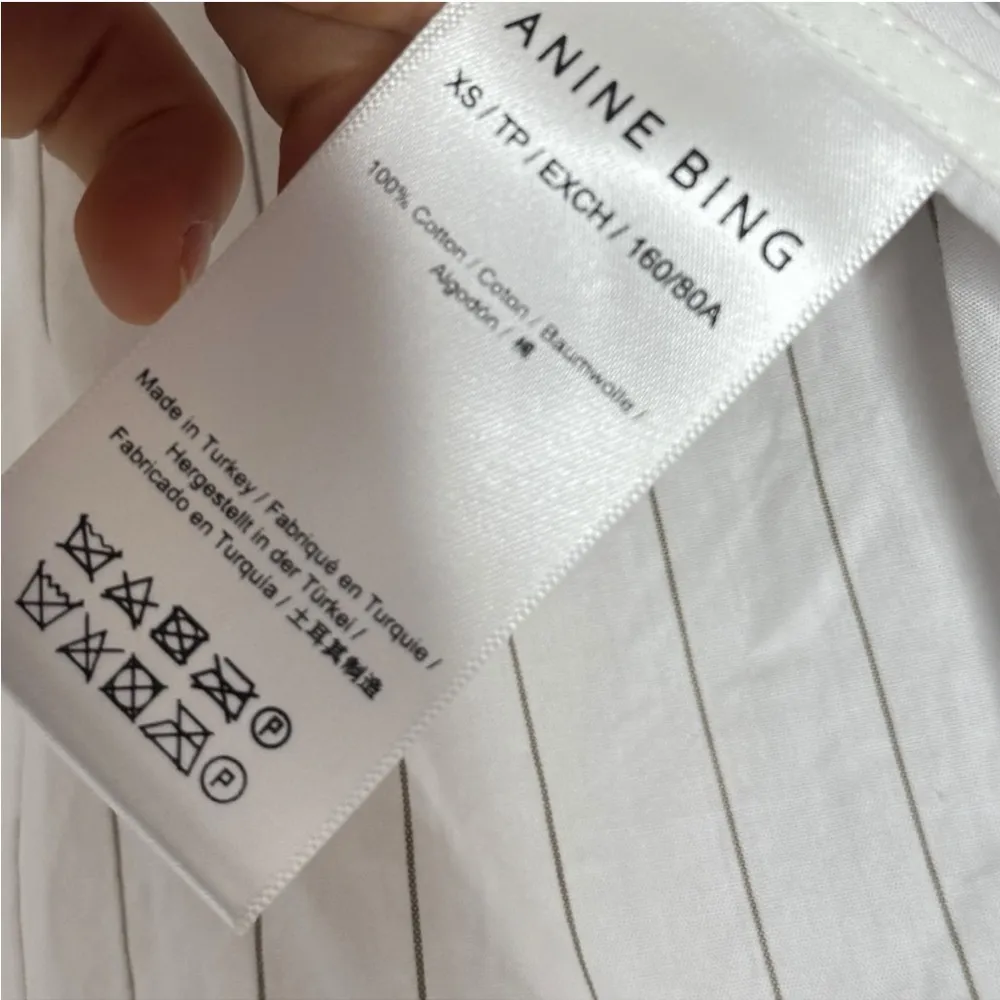 ANINE BING
XS / TP / EXCH / 160/80A
100% Cotton / Coton / Baumwolle /
Algodón / 棉
Made in Turkey / Fabriqué en Turquie /
Hergestellt in der Türkei /
Fabricado en Turquía / 土耳其制造
P
P